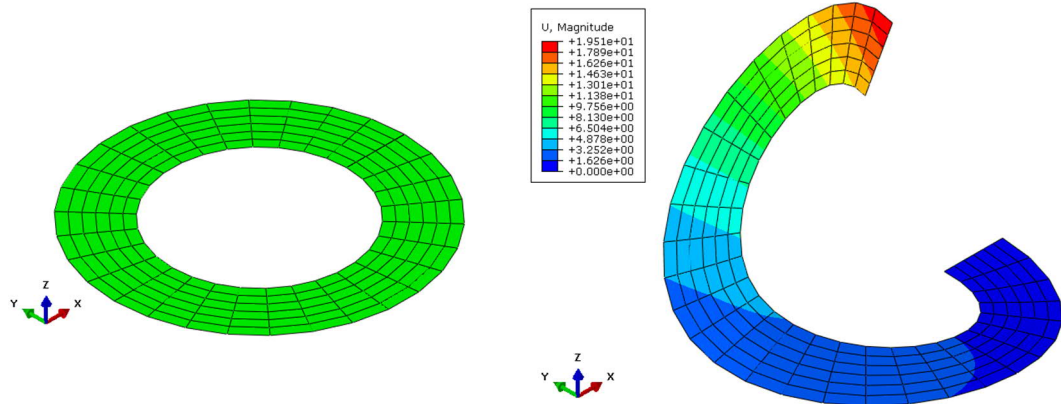 U, Magnitude
+1.951e+01
+1.789e+01
+1.626e+01
+1.463e+01
+1.301e+01
+1.138e+01
+9.756e+00
+8.130e+00
+6.504e+00
+4.878e+00
+3.252e+00
+1.626e+00
+0.000e+00
Z
Y
X
Z
Y
X